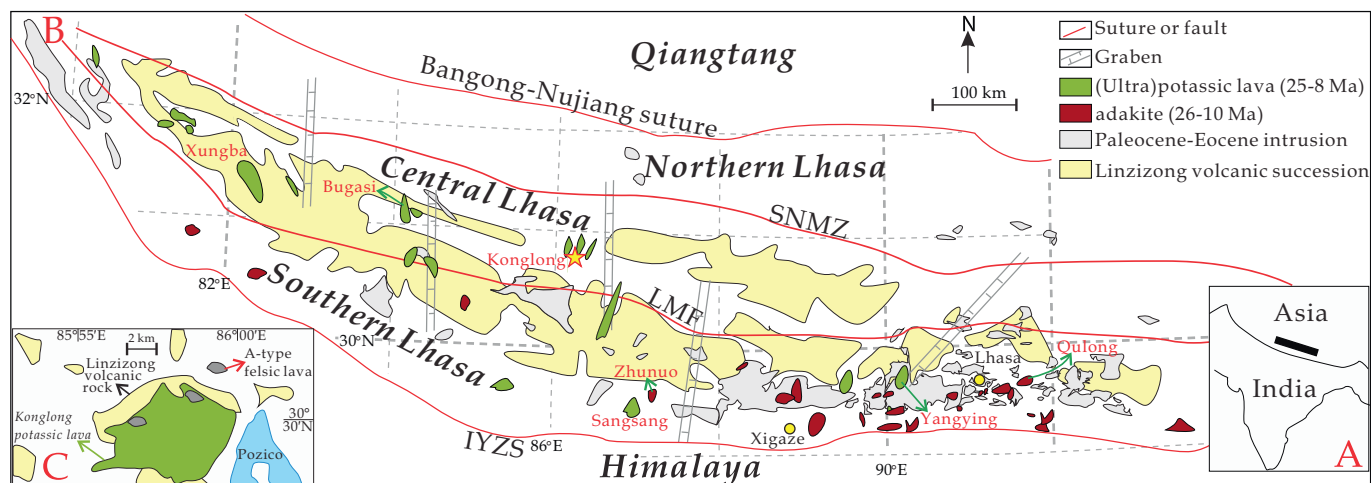 B
Qiangtang
N
100 km
Suture or fault
Graben
(Ultra)potassic lava (25-8 Ma)
adakite (26-10 Ma)
Paleocene-Eocene intrusion
Linzizong volcanic succession
32°N
Bangong-Nujiang suture
Northern Lhasa
Central Lhasa
Xungba
Bugasi
SNMZ
Konglong
82°E
Southern Lhasa
LMF
30°N
Zhunuo
Sangsang
Lhasa
Oulong
Yangying
Xigaze
IYZS
86°E
90°E
Himalaya
85°55′E
86°00′E
2 km
Linzizong
volcanic
rock
A-type
felsic lava
Konglong
potassic lava
30°
30′N
Pozico
C
Asia
India
A